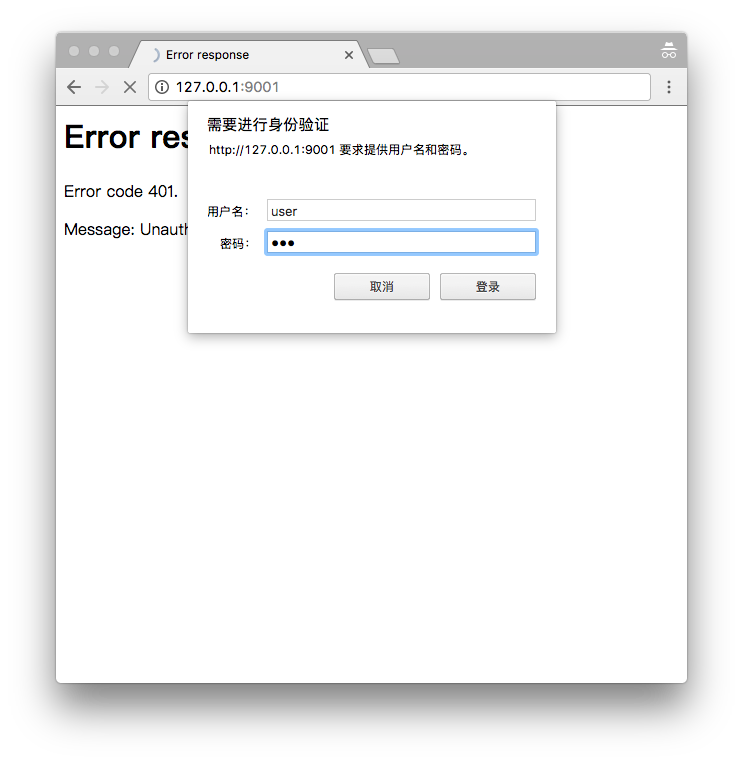 Error response
127.0.0.1:9001
需要进行身份验证
http://127.0.0.1:9001 要求提供用户名和密码。
用户名： user
密码： ●●●
取消 登录
Error res
Error code 401.
Message: Unauth